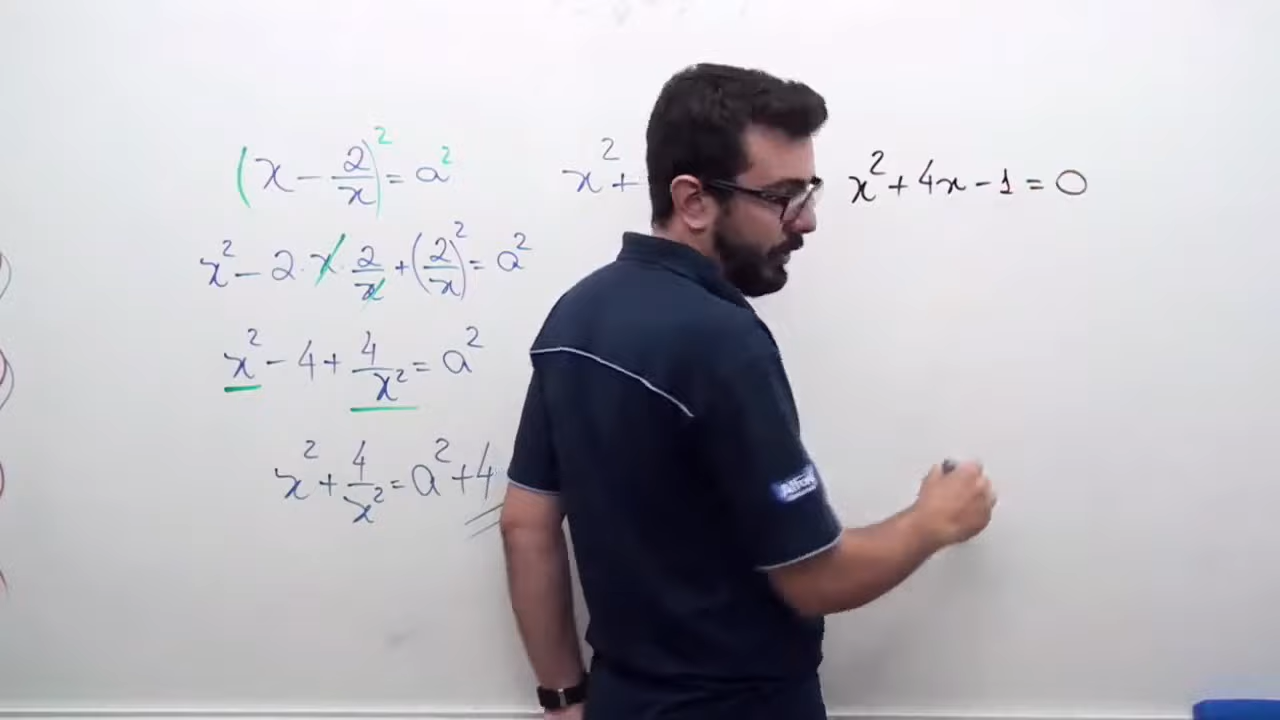 (x - 2/x)² = a²
x² - 2·x·2/x + (2/x)² = a²
x² - 4 + 4/x² = a²
x² + 4/x² = a² + 4
x² +
x² + 4x - 1 = 0